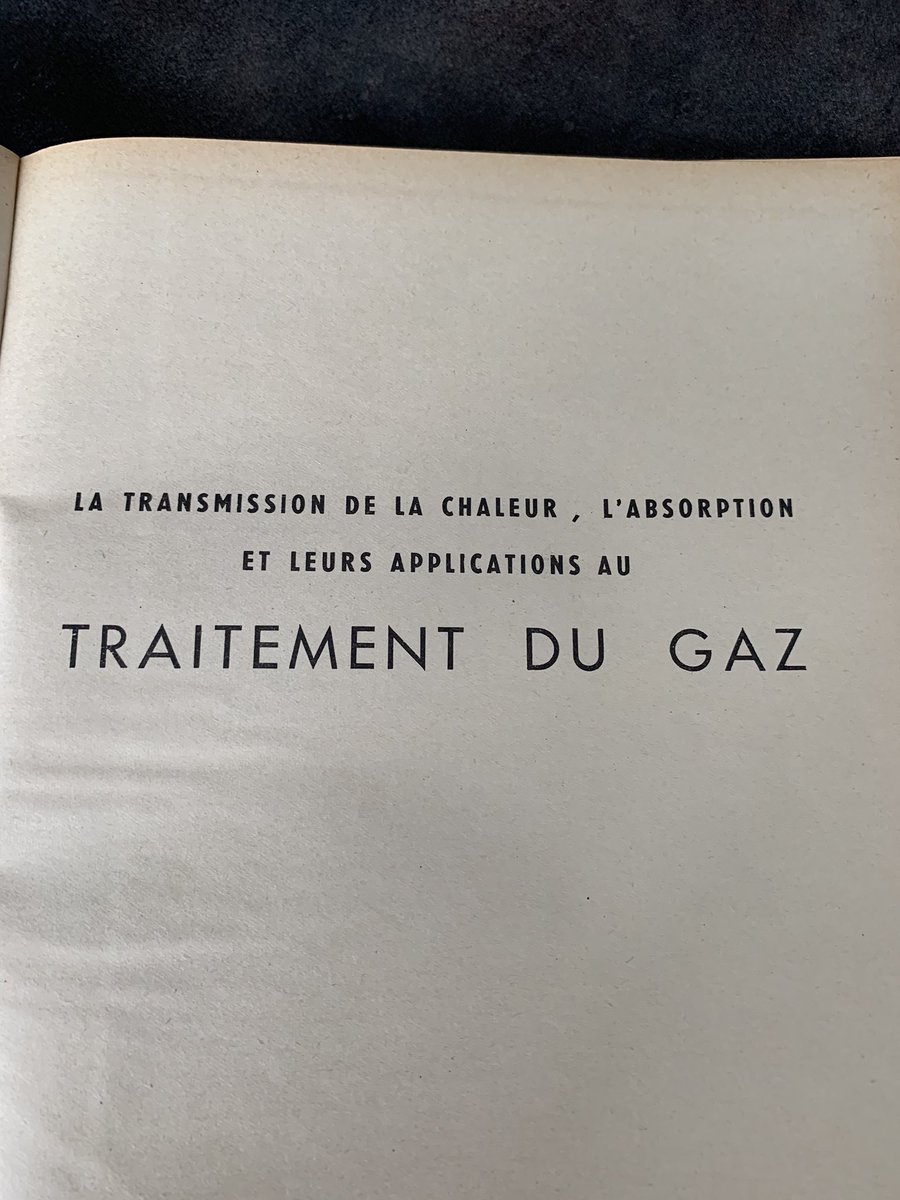 LA TRANSMISSION DE LA CHALEUR , L'ABSORPTION
ET LEURS APPLICATIONS AU
TRAITEMENT DU GAZ